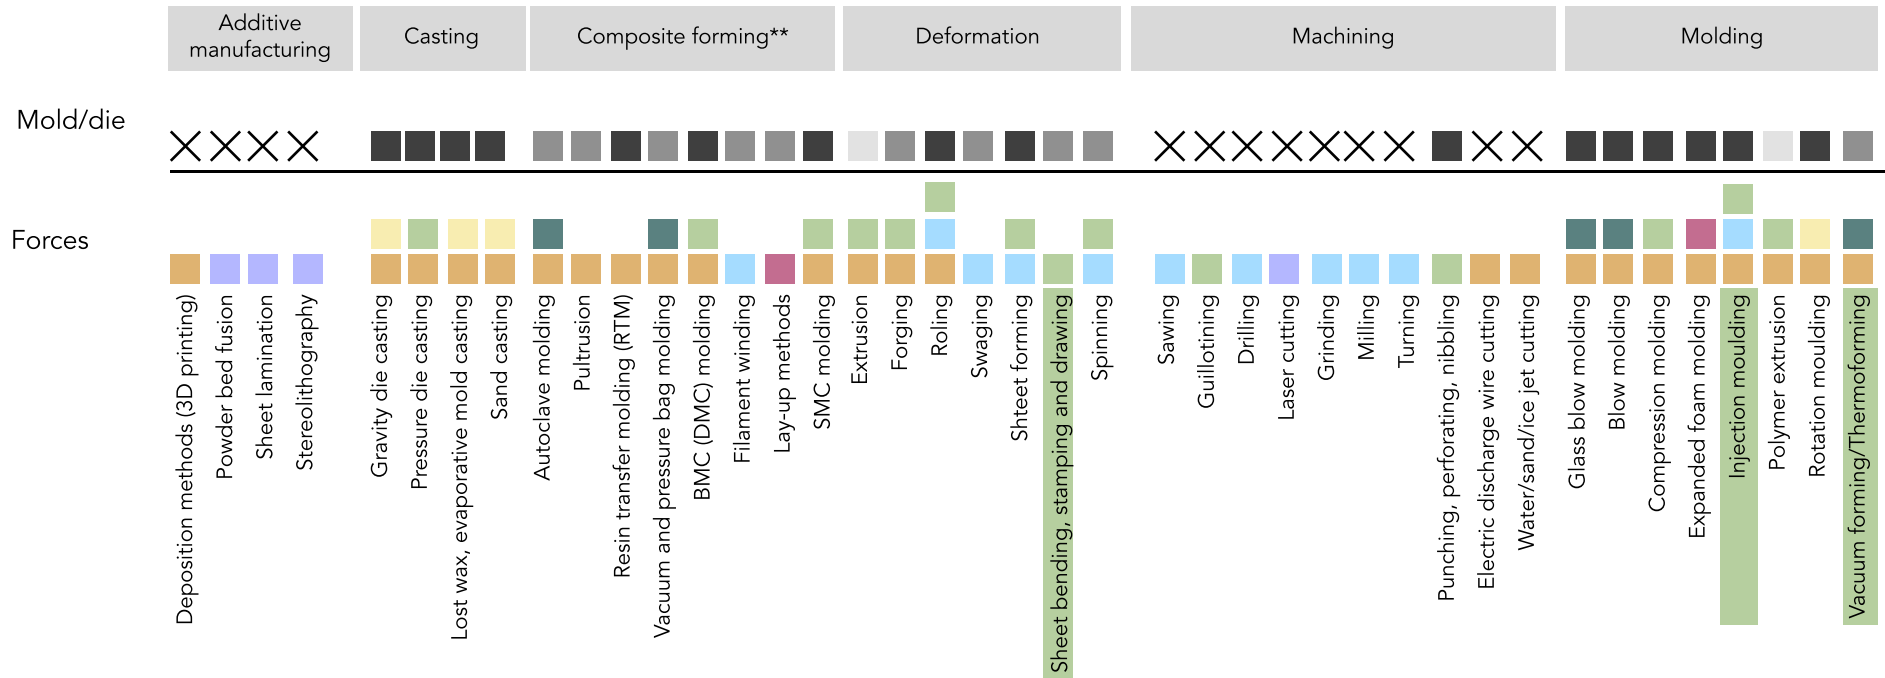 Additive
manufacturing
Casting
Composite forming**
Deformation
Machining
Molding
Mold/die
Forces
Deposition methods (3D printing)
Powder bed fusion
Sheet lamination
Stereolithography
Gravity die casting
Pressure die casting
Lost wax, evaporative mold casting
Sand casting
Autoclave molding
Pultrusion
Resin transfer molding (RTM)
Vacuum and pressure bag molding
BMC (DMC) molding
Filament winding
Lay-up methods
SMC molding
Extrusion
Forging
Roling
Swaging
Shteet forming
Sheet bending, stamping and drawing
Spinning
Sawing
Guillotining
Drilling
Laser cutting
Grinding
Milling
Turning
Punching, perforating, nibbling
Electric discharge wire cutting
Water/sand/ice jet cutting
Glass blow molding
Blow molding
Compression molding
Expanded foam molding
Injection moulding
Polymer extrusion
Rotation moulding
Vacuum forming/Thermoforming